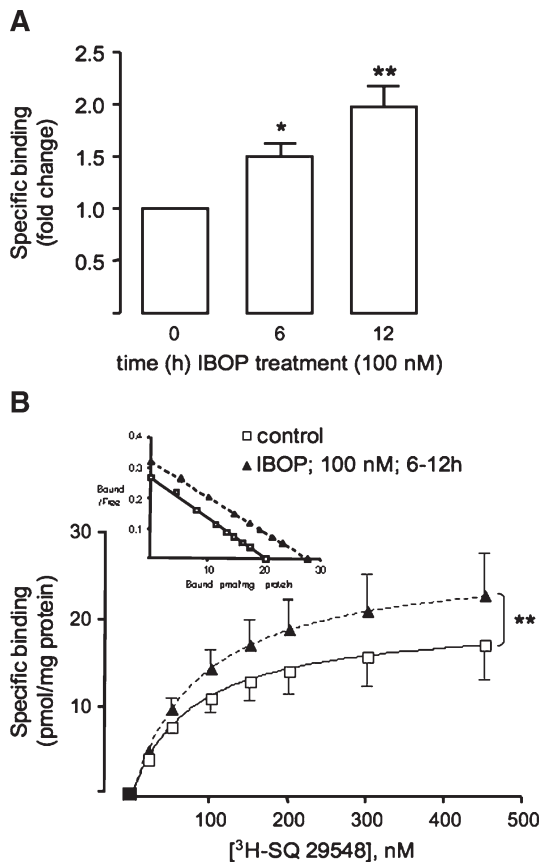 A
Specific binding
(fold change)
2.5
2.0
1.5
1.0
0.5
*
**
0 6 12
time (h) IBOP treatment (100 nM)
B
□ control
▲ IBOP; 100 nM; 6-12h
Bound
/Free
0.4
0.3
0.2
0.1
10 20 30
Bound pmol/mg protein
Specific binding
(pmol/mg protein)
30
20
10
**
100 200 300 400 500
[³H-SQ 29548], nM